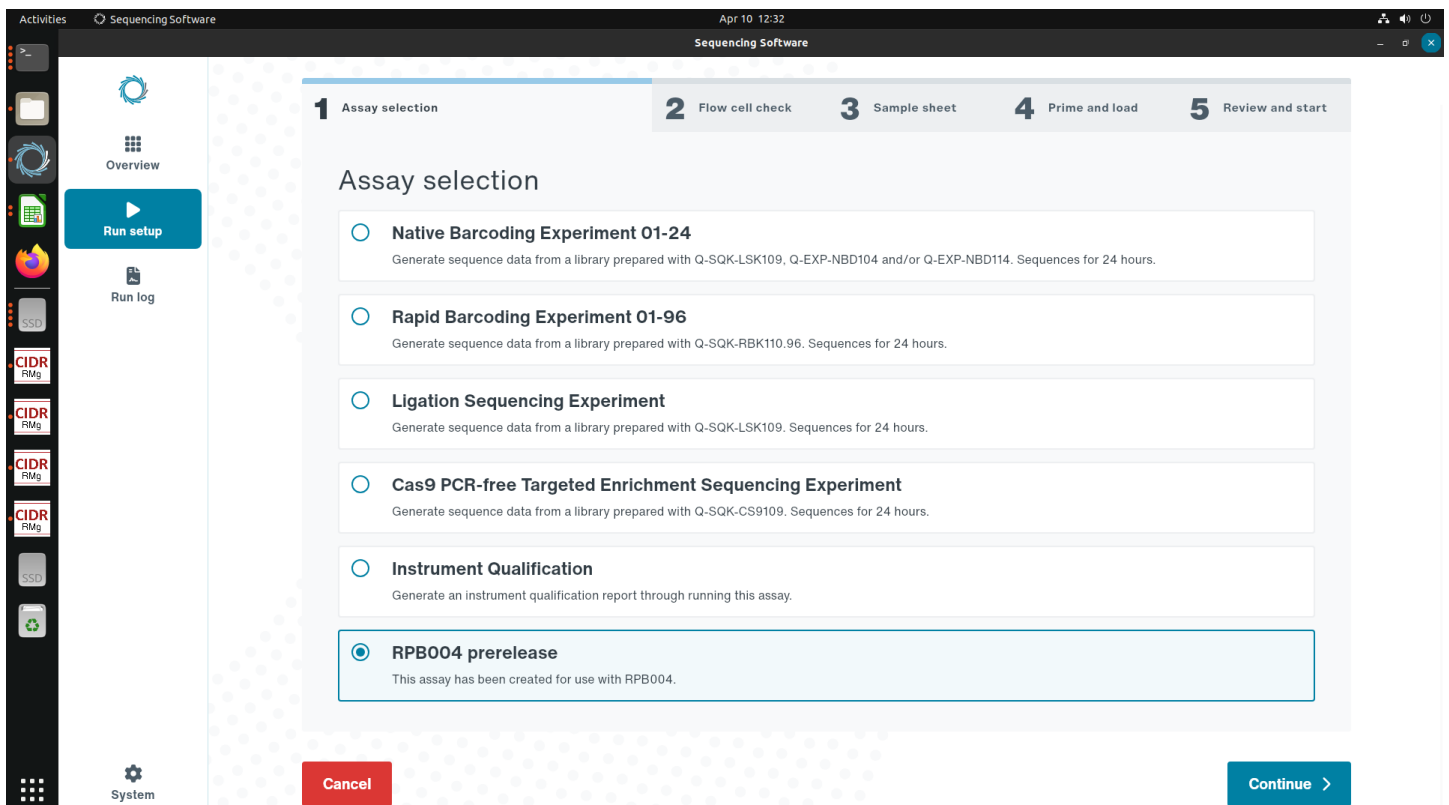 Activities
Sequencing Software
Apr 10 12:32
Sequencing Software
Overview
Run setup
Run log
SSD
CIDR
RMg
CIDR
RMg
CIDR
RMg
CIDR
RMg
SSD
System
1 Assay selection
2 Flow cell check
3 Sample sheet
4 Prime and load
5 Review and start
Assay selection
Native Barcoding Experiment 01-24
Generate sequence data from a library prepared with Q-SQK-LSK109, Q-EXP-NBD104 and/or Q-EXP-NBD114. Sequences for 24 hours.
Rapid Barcoding Experiment 01-96
Generate sequence data from a library prepared with Q-SQK-RBK110.96. Sequences for 24 hours.
Ligation Sequencing Experiment
Generate sequence data from a library prepared with Q-SQK-LSK109. Sequences for 24 hours.
Cas9 PCR-free Targeted Enrichment Sequencing Experiment
Generate sequence data from a library prepared with Q-SQK-CS9109. Sequences for 24 hours.
Instrument Qualification
Generate an instrument qualification report through running this assay.
RPB004 prerelease
This assay has been created for use with RPB004.
Cancel
Continue